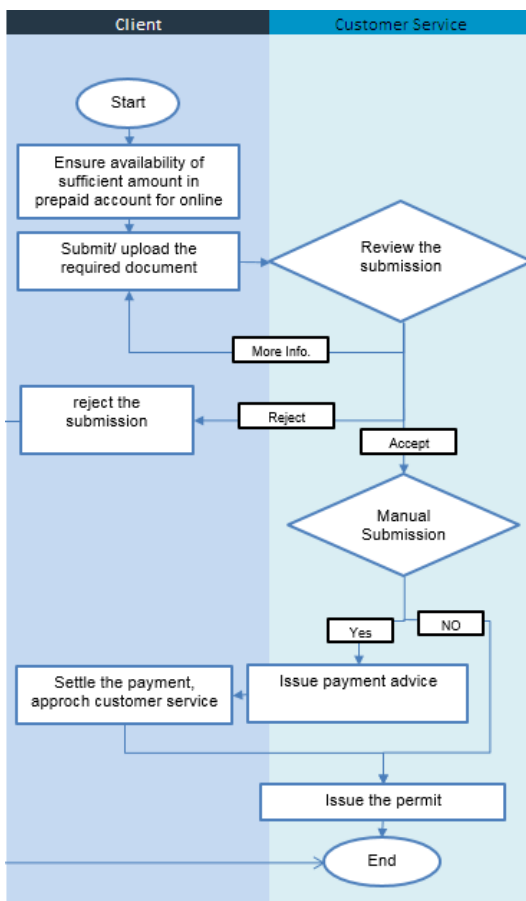 Client
Customer Service
Start
Ensure availability of
sufficient amount in
prepaid account for online
Submit/ upload the
required document
Review the
submission
More Info.
reject the
submission
Reject
Accept
Manual
Submission
Yes
NO
Settle the payment,
approch customer service
Issue payment advice
Issue the permit
End